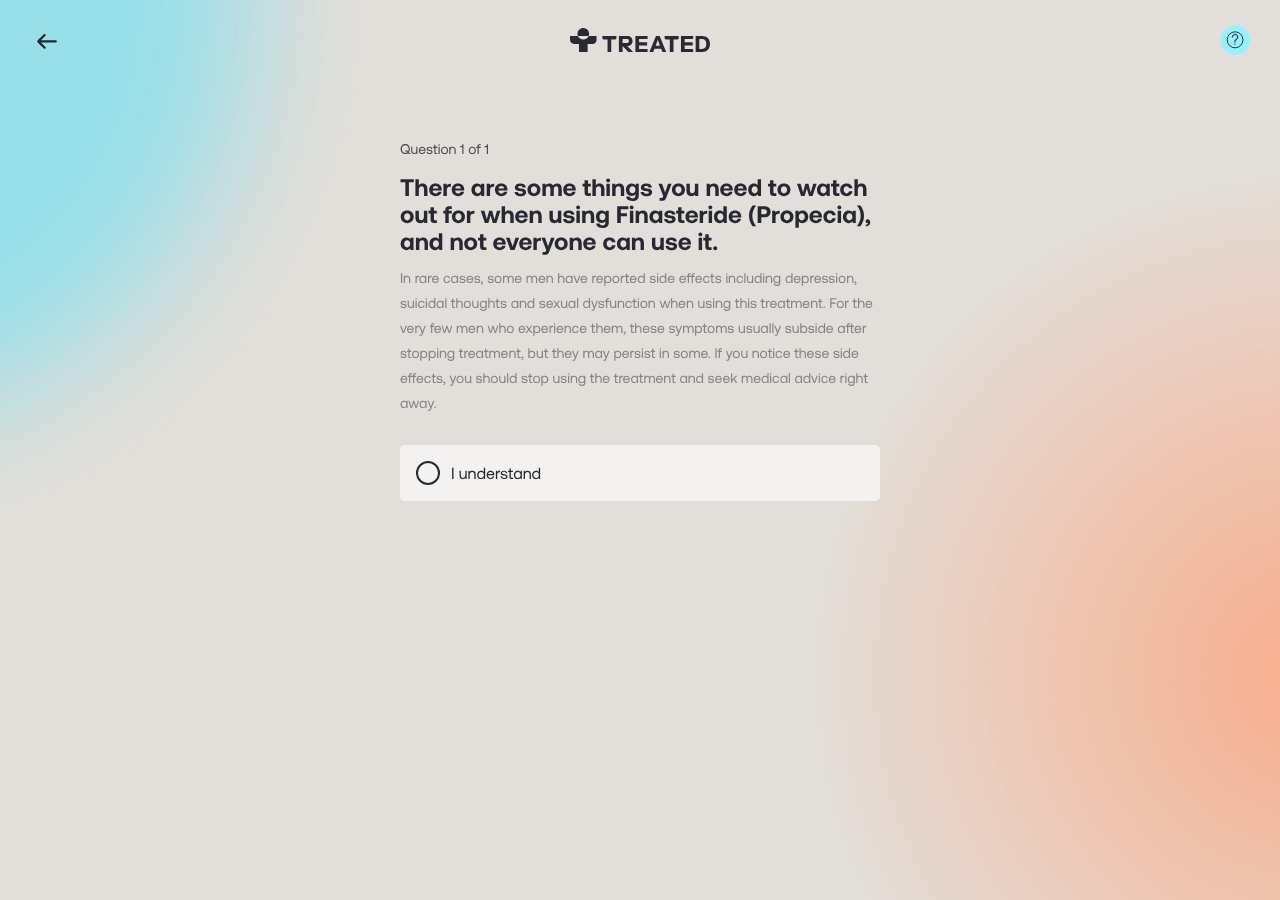 TREATED
Question 1 of 1
There are some things you need to watch
out for when using Finasteride (Propecia),
and not everyone can use it.
In rare cases, some men have reported side effects including depression,
suicidal thoughts and sexual dysfunction when using this treatment. For the
very few men who experience them, these symptoms usually subside after
stopping treatment, but they may persist in some. If you notice these side
effects, you should stop using the treatment and seek medical advice right
away.
I understand